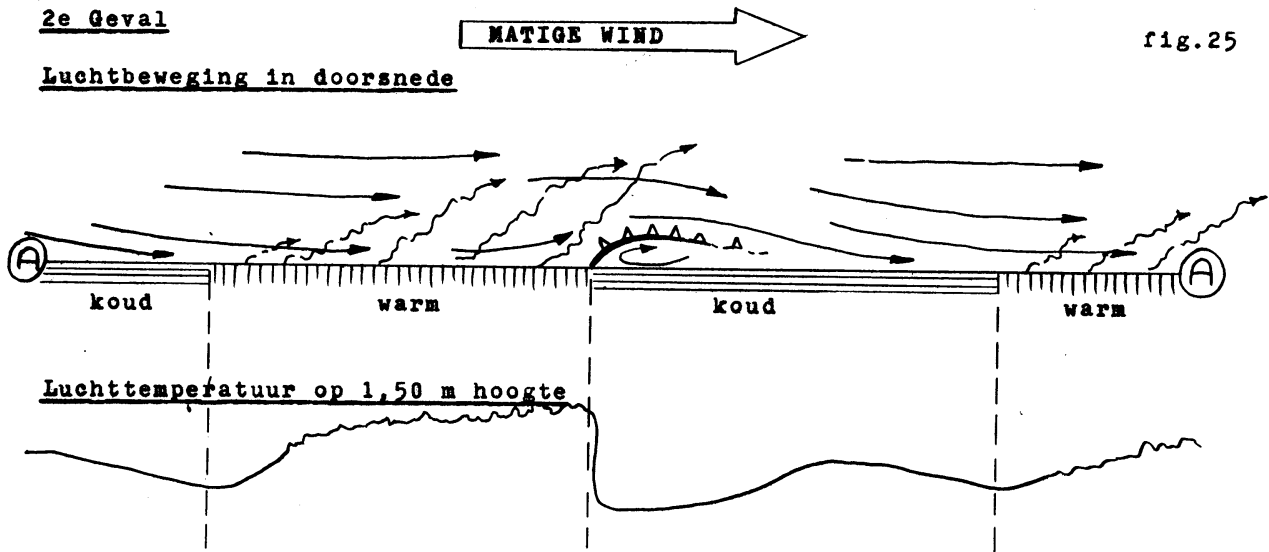 2e Geval
MATIGE WIND
fig.25
Luchtbeweging in doorsnede
A
A
koud
warm
koud
warm
Luchttemperatuur op 1,50 m hoogte